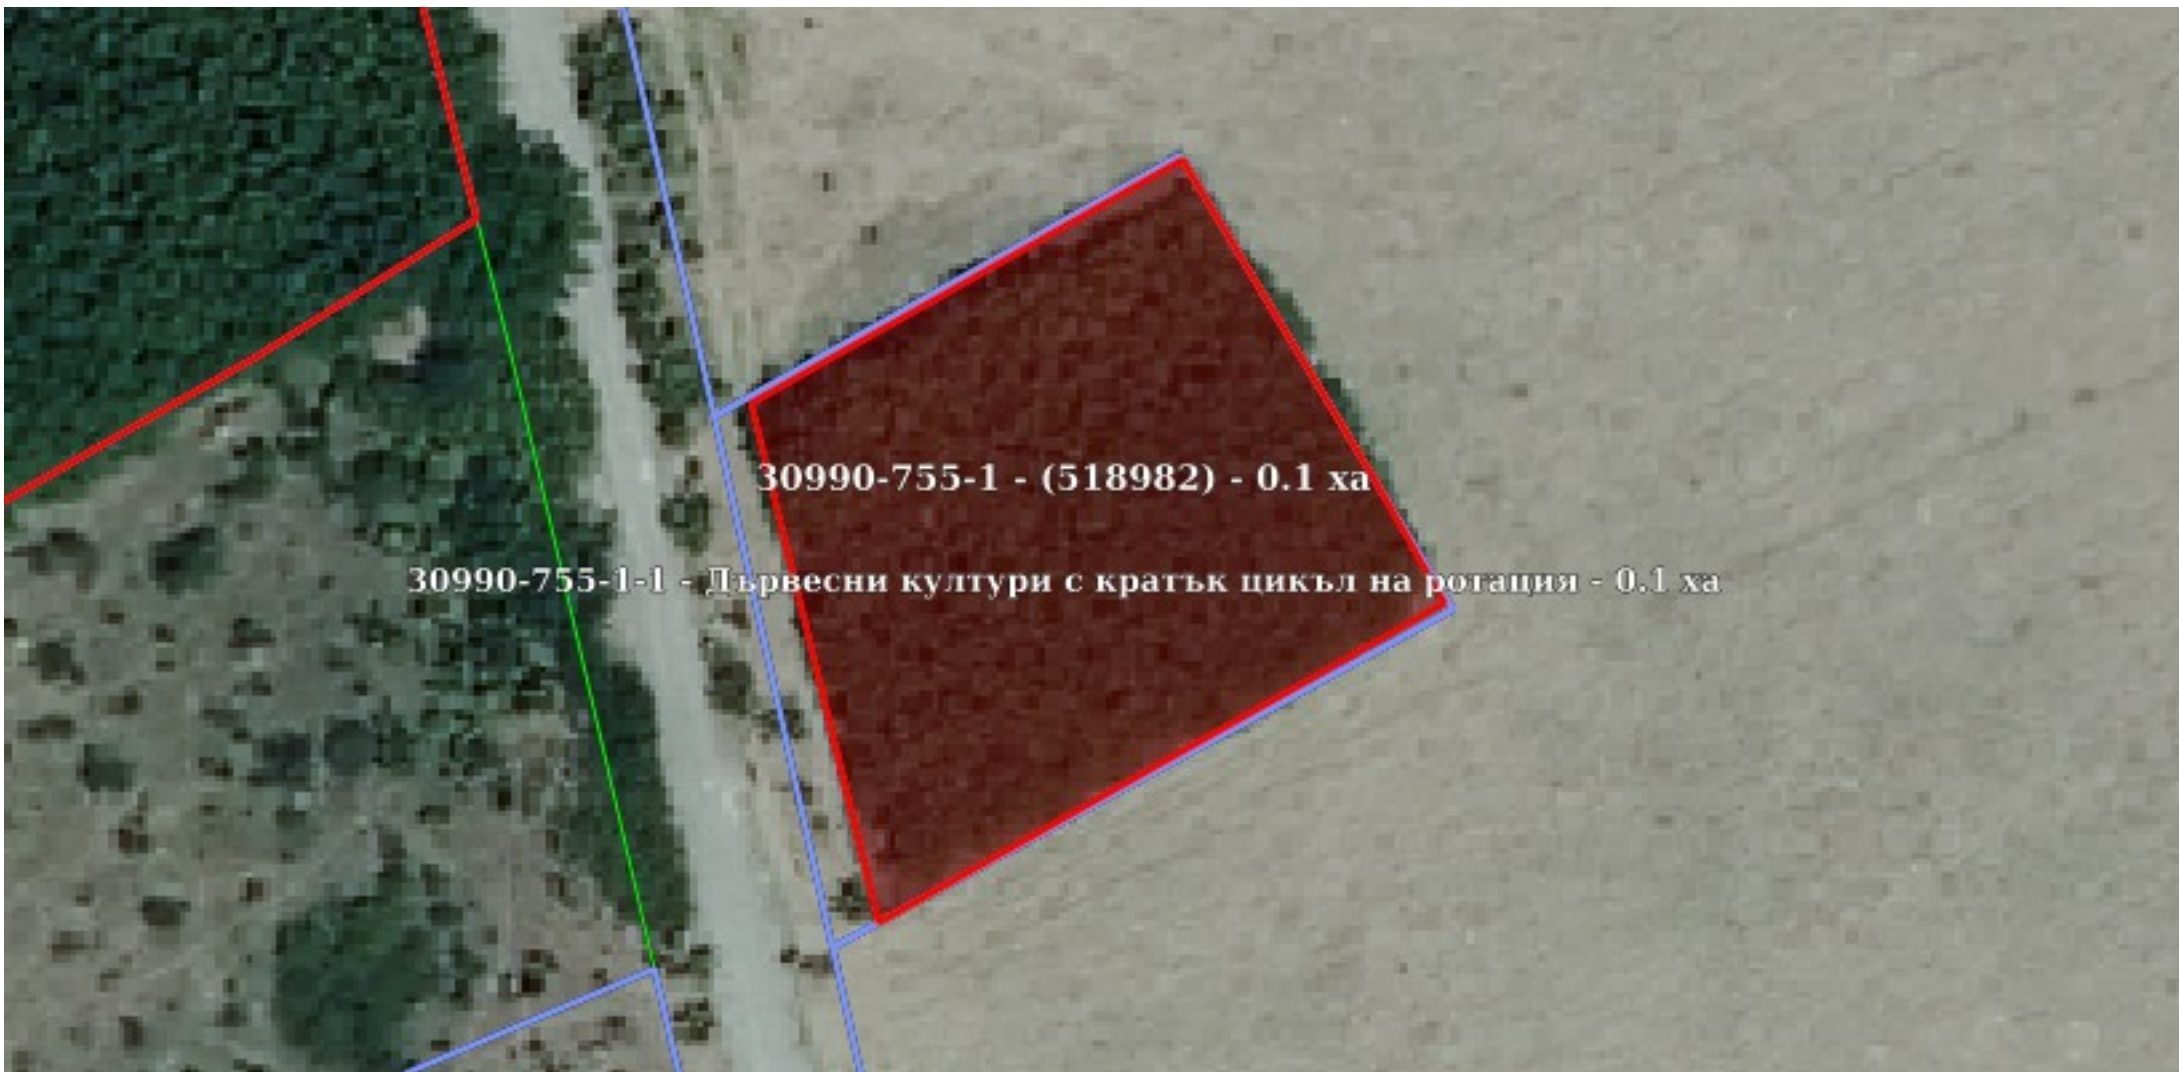 30990-755-1 - (518982) - 0.1 ха
30990-755-1-1 - Дървесни култури с кратък цикъл на ротация - 0.1 ха